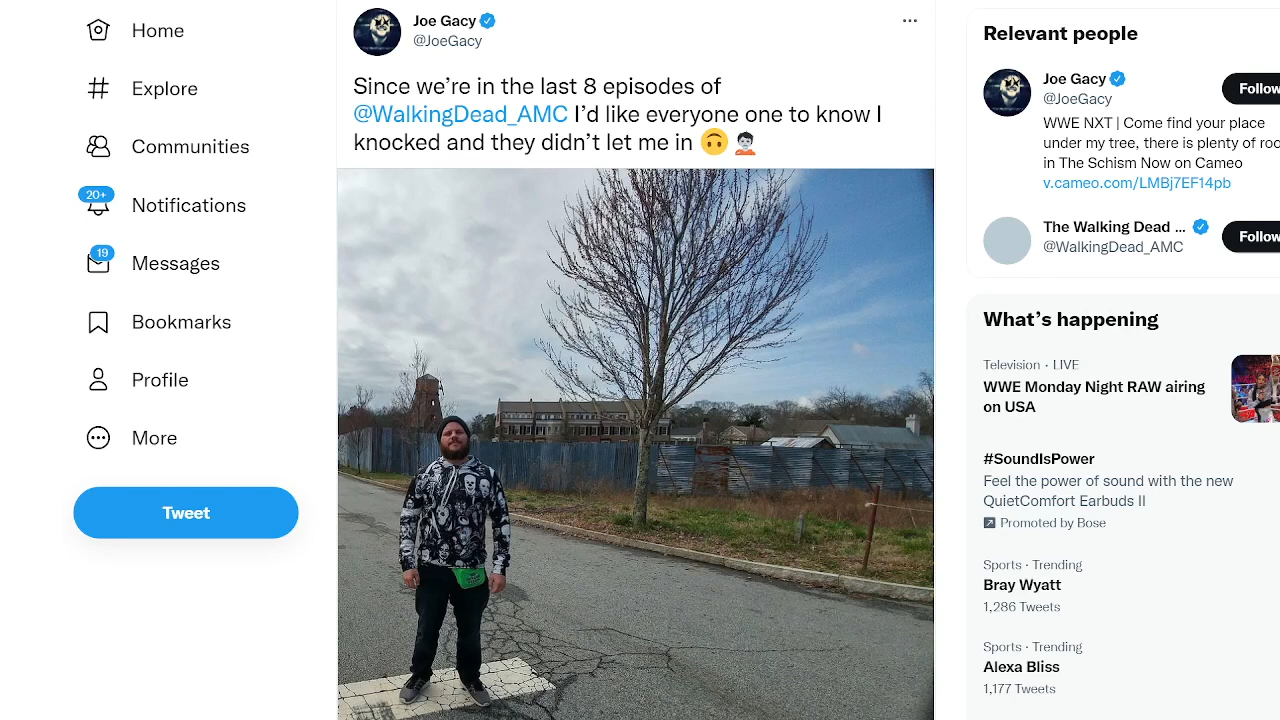 Home
Explore
Communities
20+
Notifications
19
Messages
Bookmarks
Profile
More
Tweet
Joe Gacy
@JoeGacy
Since we’re in the last 8 episodes of
@WalkingDead_AMC I’d like everyone one to know I
knocked and they didn’t let me in 🙃 🤦🏻
Relevant people
Joe Gacy
@JoeGacy
Follow
WWE NXT | Come find your place
under my tree, there is plenty of roo
in The Schism Now on Cameo
v.cameo.com/LMBj7EF14pb
The Walking Dead ...
@WalkingDead_AMC
Follow
What’s happening
Television · LIVE
WWE Monday Night RAW airing
on USA
#SoundIsPower
Feel the power of sound with the new
QuietComfort Earbuds II
Promoted by Bose
Sports · Trending
Bray Wyatt
1,286 Tweets
Sports · Trending
Alexa Bliss
1,177 Tweets